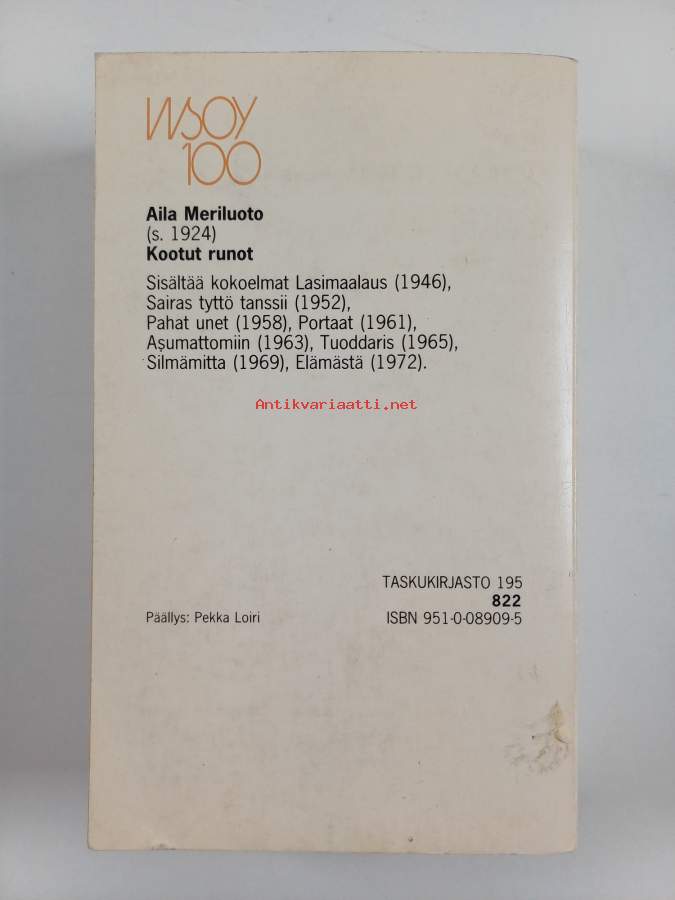 WSOY
100
Aila Meriluoto
(s. 1924)
Kootut runot
Sisältää kokoelmat Lasimaalaus (1946),
Sairas tyttö tanssii (1952),
Pahat unet (1958), Portaat (1961),
Asumattomiin (1963), Tuoddaris (1965),
Silmämitta (1969), Elämästä (1972).
Antikvariaatti.net
TASKUKIRJASTO 195
822
Päällys: Pekka Loiri ISBN 951-0-08909-5